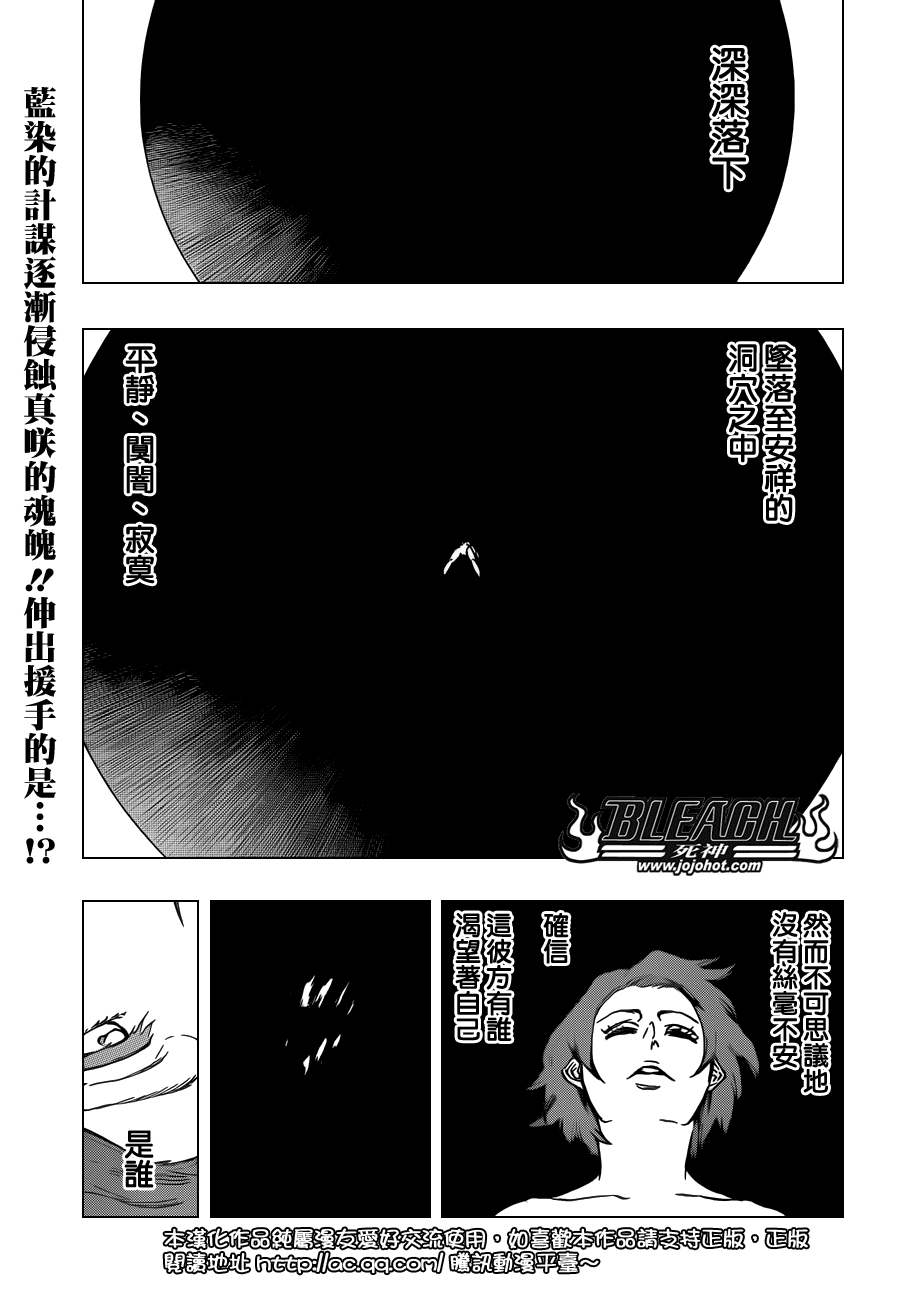 深深落下
藍染的計謀逐漸侵蝕真咲的魂魄!!伸出援手的是…!?
墜落至安祥的
洞穴之中
平靜、闃闇、寂寞
BLEACH
死神
www.jojohot.com
然而不可思議地
沒有絲毫不安
確信
這彼方有誰
渴望著自己
是誰
本漢化作品純屬漫友愛好交流使用，如喜歡本作品請支持正版，正版
閱讀地址 http://ac.qq.com/ 騰訊動漫平臺～